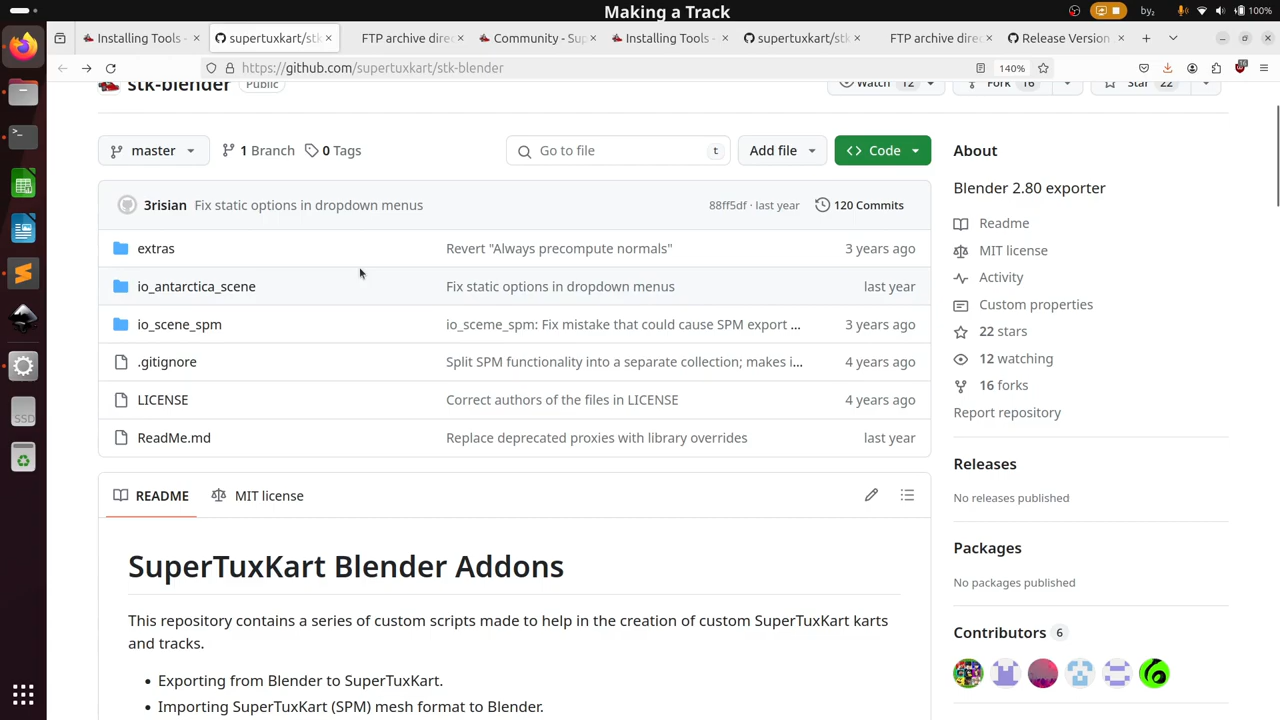 Making a Track
by₂
100%
Installing Tools -
supertuxkart/stk
FTP archive dire
Community - Sup
Installing Tools -
supertuxkart/stk
FTP archive dire
Release Version
https://github.com/supertuxkart/stk-blender
140%
stk-blender
Public
Watch 12
Fork 16
Star 22
master
1 Branch
0 Tags
Go to file
t
Add file
Code
3risian
Fix static options in dropdown menus
88ff5df · last year
120 Commits
extras
Revert "Always precompute normals"
3 years ago
io_antarctica_scene
Fix static options in dropdown menus
last year
io_scene_spm
io_sceme_spm: Fix mistake that could cause SPM export ...
3 years ago
.gitignore
Split SPM functionality into a separate collection; makes i...
4 years ago
LICENSE
Correct authors of the files in LICENSE
4 years ago
ReadMe.md
Replace deprecated proxies with library overrides
last year
README
MIT license
SuperTuxKart Blender Addons
This repository contains a series of custom scripts made to help in the creation of custom SuperTuxKart karts
and tracks.
• Exporting from Blender to SuperTuxKart.
• Importing SuperTuxKart (SPM) mesh format to Blender.
About
Blender 2.80 exporter
Readme
MIT license
Activity
Custom properties
22 stars
12 watching
16 forks
Report repository
Releases
No releases published
Packages
No packages published
Contributors 6
SSD